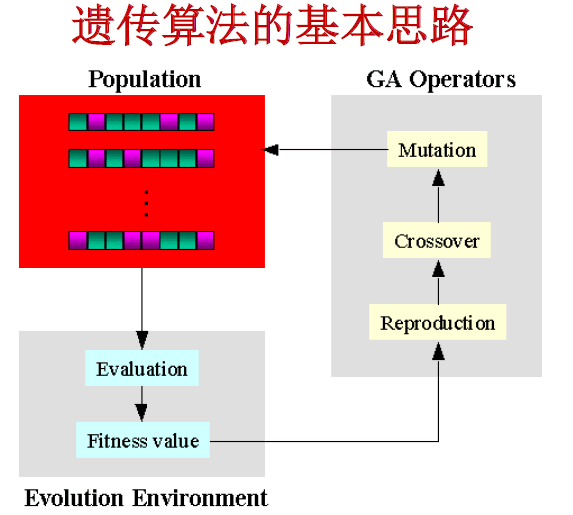 遗传算法的基本思路
Population
GA Operators
Mutation
Crossover
Reproduction
Evaluation
Fitness value
Evolution Environment